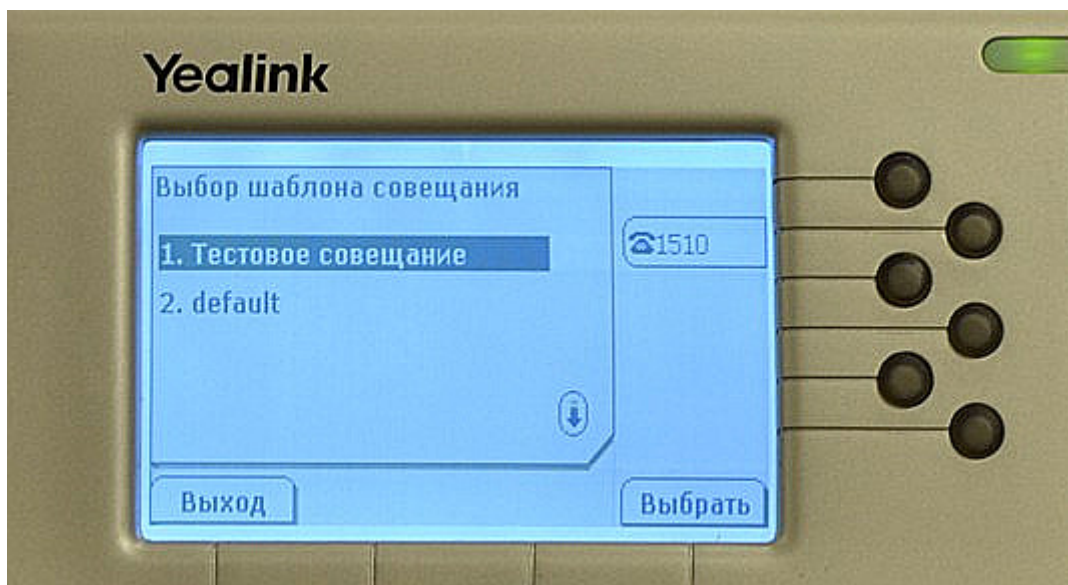 Yealink
Выбор шаблона совещания
1. Тестовое совещание
1510
2. default
Выход
Выбрать